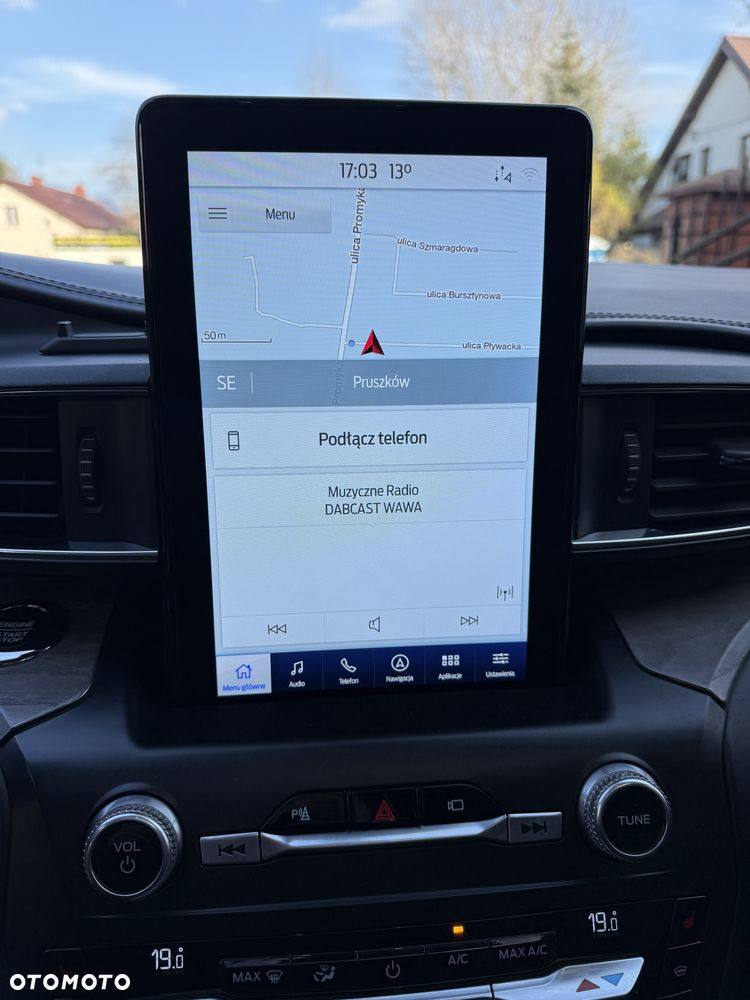 17:03 13°
Menu
ulica Promyka
ulica Szmaragdowa
ulica Bursztynowa
50 m
ulica Pływacka
Promyka
SE
Pruszków
Podłącz telefon
Muzyczne Radio
DABCAST WAWA
Menu główne
Audio
Telefon
Nawigacja
Aplikacje
Ustawienia
ENGINE
START
STOP
VOL
P
TUNE
19.0
19.0
MAX
A/C
MAX A/C
OTOMOTO